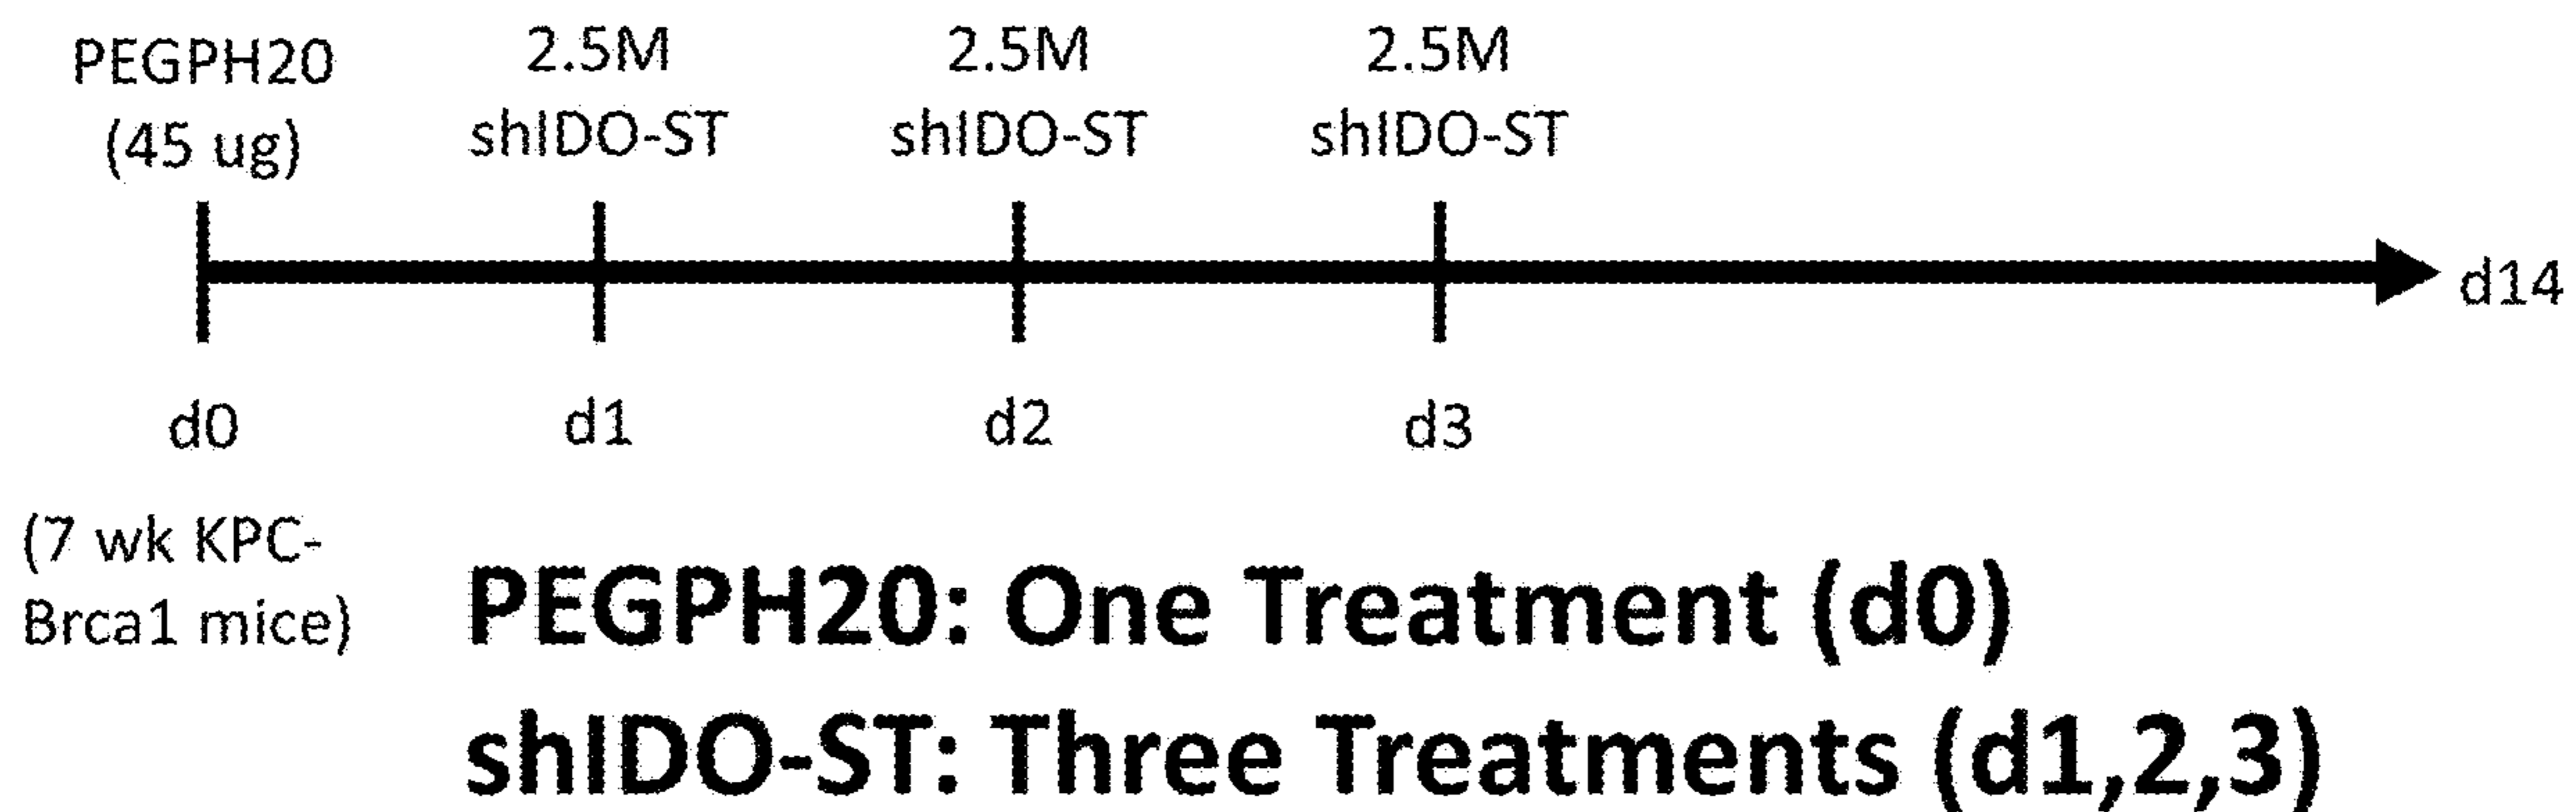 PEGPH20
(45 ug)
2.5M
shIDO-ST
2.5M
shIDO-ST
2.5M
shIDO-ST
d14
d0
d1
d2
d3
(7 wk KPC-
Brca1 mice)
PEGPH20: One Treatment (d0)
shIDO-ST: Three Treatments (d1,2,3)